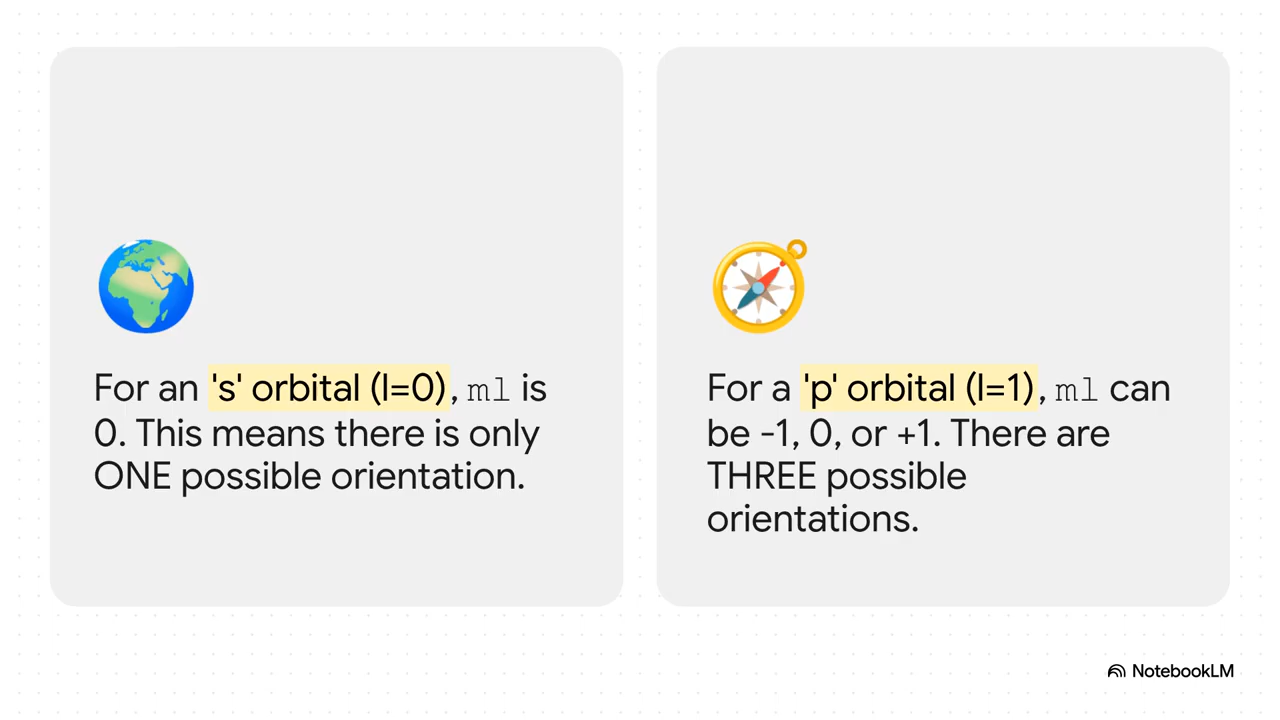 For an 's' orbital (l=0), ml is
0. This means there is only
ONE possible orientation.
For a 'p' orbital (l=1), ml can
be -1, 0, or +1. There are
THREE possible
orientations.
NotebookLM